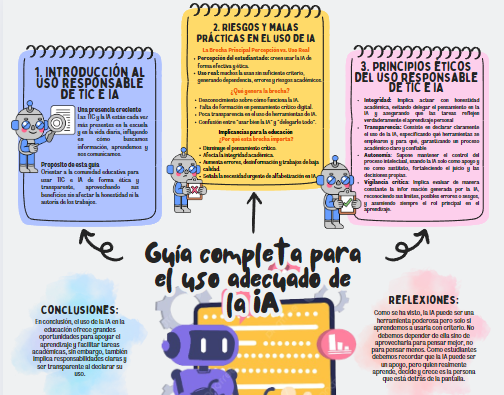 1. INTRODUCCIÓN AL
USO RESPONSABLE
DE TIC E IA
Una presencia creciente
Las TIC y la IA están cada vez
más presentes en la escuela
y en la vida diaria, influyendo
en cómo buscamos
información, aprendemos y
nos comunicamos.
Propósito de esta guía
Orientar a la comunidad educativa para
usar TIC e IA de forma ética y
transparente, aprovechando sus
beneficios sin afectar la honestidad ni la
autoría de los trabajos.
2. RIESGOS Y MALAS
PRÁCTICAS EN EL USO DE IA
La Brecha Principal Percepción vs. Uso Real
Percepción del estudiantado: creen usar la IA de
forma efectiva y ética.
Uso real: muchos la usan sin suficiente criterio,
generando dependencia, errores y riesgos académicos.
¿Qué genera la brecha?
Desconocimiento sobre cómo funciona la IA.
Falta de formación en pensamiento crítico digital.
Poca transparencia en el uso de herramientas de IA.
Confusión entre "usar bien la IA" y "delegarlo todo".
Implicaciones para la educación
¿Por qué esta brecha importa?
Disminuye el pensamiento crítico.
Afecta la integridad académica.
Aumenta errores, desinformación y trabajos de baja
calidad.
Señala la necesidad urgente de alfabetización en IA
3. PRINCIPIOS ÉTICOS
DEL USO RESPONSABLE
DE TIC E IA
Integridad: Implica actuar con honestidad
académica, evitando delegar el pensamiento en la
IA y asegurando que las tareas reflejen
verdaderamente el aprendizaje personal
Transparencia: Consiste en declarar claramente
el uso de la IA, especificando qué herramientas se
emplearon y para qué, garantizando un proceso
académico claro y confiable
Autonomía: Supone mantener el control del
proceso intelectual, usando la IA solo como apoyo y
no como sustituto, fortaleciendo el juicio y las
decisiones propias.
Vigilancia crítica: Implica evaluar de manera
constante la información generada por la IA,
reconociendo sus límites, posibles errores o sesgos,
y asumiendo siempre el rol principal en el
aprendizaje.
Guía completa para
el uso adecuado de
la iA
CONCLUSIONES:
En conclusión, el uso de la IA en la
educación ofrece grandes
oportunidades para apoyar el
aprendizaje y facilitar tareas
académicas, sin embargo, también
implica responsabilidades claras y
ser transparente al declarar su
uso.
REFLEXIONES:
Como se ha visto, la IA puede ser una
herramienta poderosa pero solo si
aprendemos a usarla con criterio. No
debemos depender de ella sino de
aprovecharla para pensar mejor, no
para pensar menos. Como estudiantes
debemos recordar que la IA puede ser
un apoyo, pero quien realmente
aprende, decide y crece es la persona
que está detrás de la pantalla.